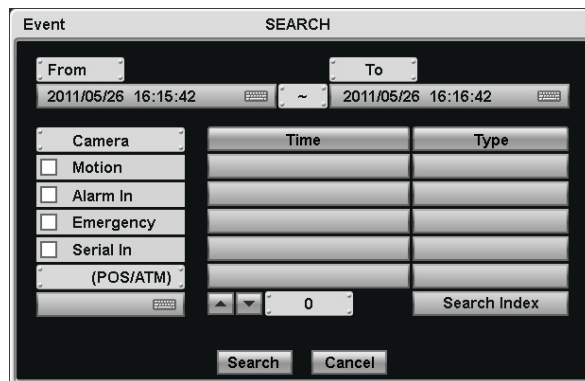 Event SEARCH
From To
2011/05/26 16:15:42 ~ 2011/05/26 16:16:42
Camera Time Type
Motion
Alarm In
Emergency
Serial In
(POS/ATM)
0 Search Index
Search Cancel